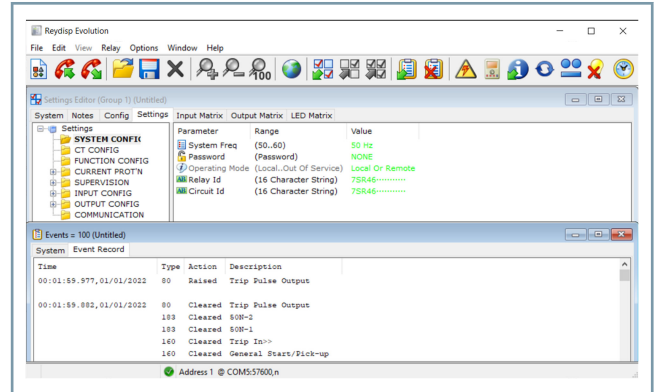 Reydisp Evolution
File Edit View Relay Options Window Help
100
Settings Editor (Group 1) (Untitled)
System Notes Config Settings Input Matrix Output Matrix LED Matrix
Settings
SYSTEM CONFIG
CT CONFIG
FUNCTION CONFIG
CURRENT PROT'N
SUPERVISION
INPUT CONFIG
OUTPUT CONFIG
COMMUNICATION
Parameter Range Value
System Freq (50..60) 50 Hz
Password (Password) NONE
Operating Mode (Local..Out Of Service) Local Or Remote
Relay Id (16 Character String) 7SR46···········
Circuit Id (16 Character String) 7SR46···········
Events = 100 (Untitled)
System Event Record
Time Type Action Description
00:01:59.977,01/01/2022 80 Raised Trip Pulse Output
00:01:59.882,01/01/2022 80 Cleared Trip Pulse Output
183 Cleared 50N-2
183 Cleared 50N-1
160 Cleared Trip In>>
160 Cleared General Start/Pick-up
Address 1 @ COM5:57600,n